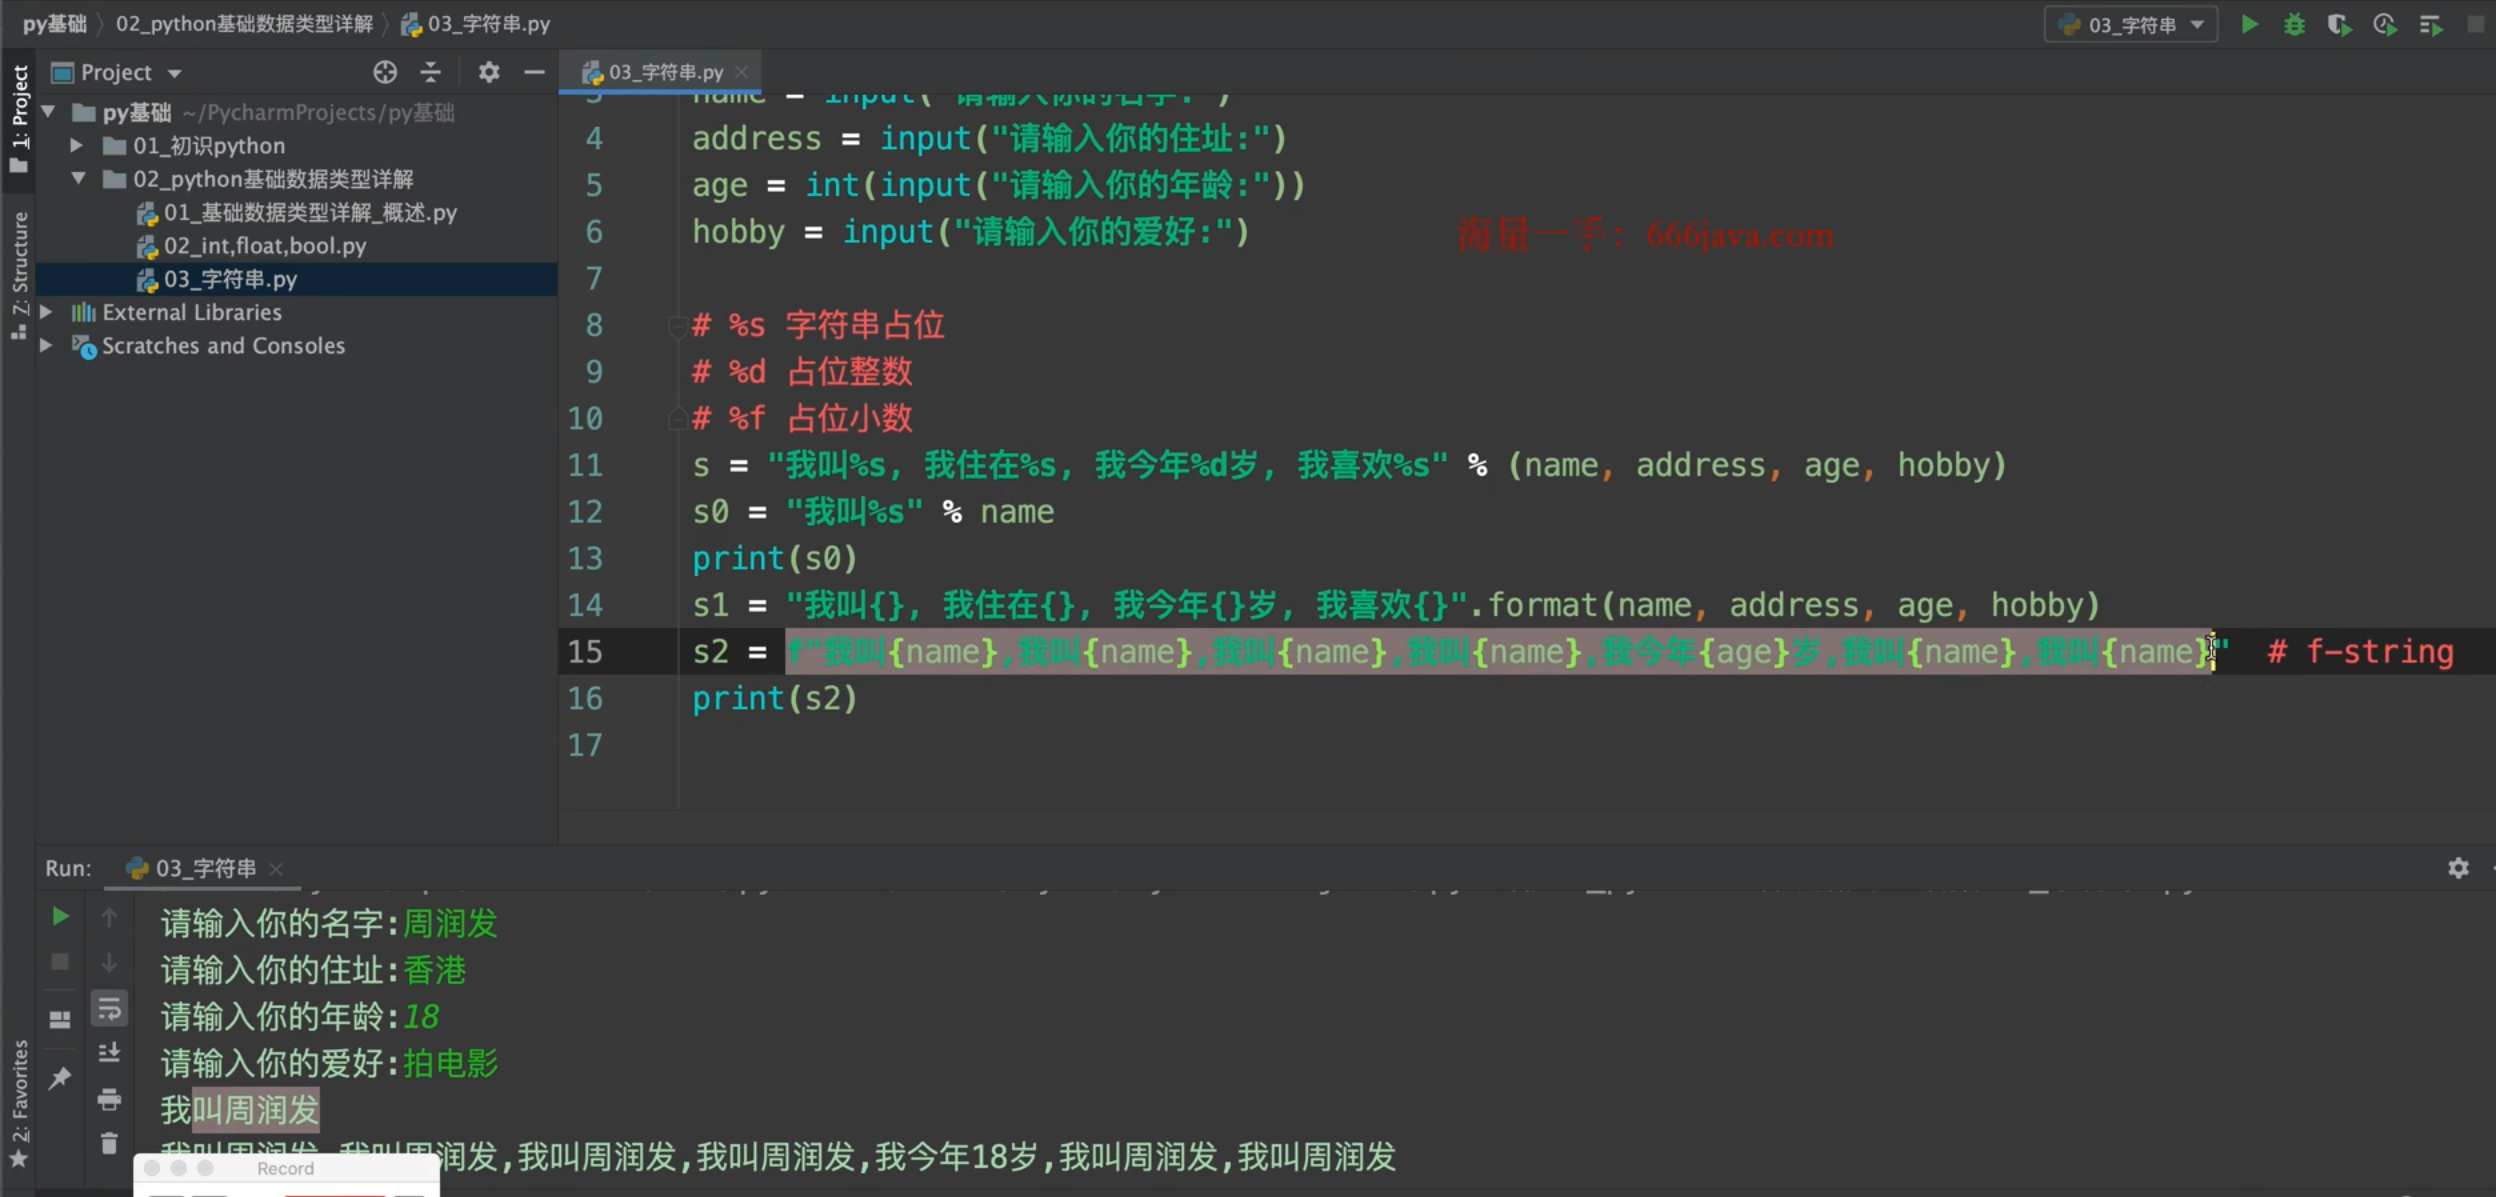 py基础 〉 02_python基础数据类型详解 〉 03_字符串.py
03_字符串
1: Project
Z: Structure
2: Favorites
Project
py基础 ~/PycharmProjects/py基础
01_初识python
02_python基础数据类型详解
01_基础数据类型详解_概述.py
02_int,float,bool.py
03_字符串.py
External Libraries
Scratches and Consoles
03_字符串.py
3 name = input("请输入你的名字:")
4 address = input("请输入你的住址:")
5 age = int(input("请输入你的年龄:"))
6 hobby = input("请输入你的爱好:")
海量一手：666java.com
7
8 # %s 字符串占位
9 # %d 占位整数
10 # %f 占位小数
11 s = "我叫%s, 我住在%s, 我今年%d岁, 我喜欢%s" % (name, address, age, hobby)
12 s0 = "我叫%s" % name
13 print(s0)
14 s1 = "我叫{}, 我住在{}, 我今年{}岁, 我喜欢{}".format(name, address, age, hobby)
15 s2 = f"我叫{name},我叫{name},我叫{name},我叫{name},我今年{age}岁,我叫{name},我叫{name}" # f-string
16 print(s2)
17
Run: 03_字符串
请输入你的名字:周润发
请输入你的住址:香港
请输入你的年龄:18
请输入你的爱好:拍电影
我叫周润发
我叫周润发,我叫周润发,我叫周润发,我叫周润发,我今年18岁,我叫周润发,我叫周润发
Record